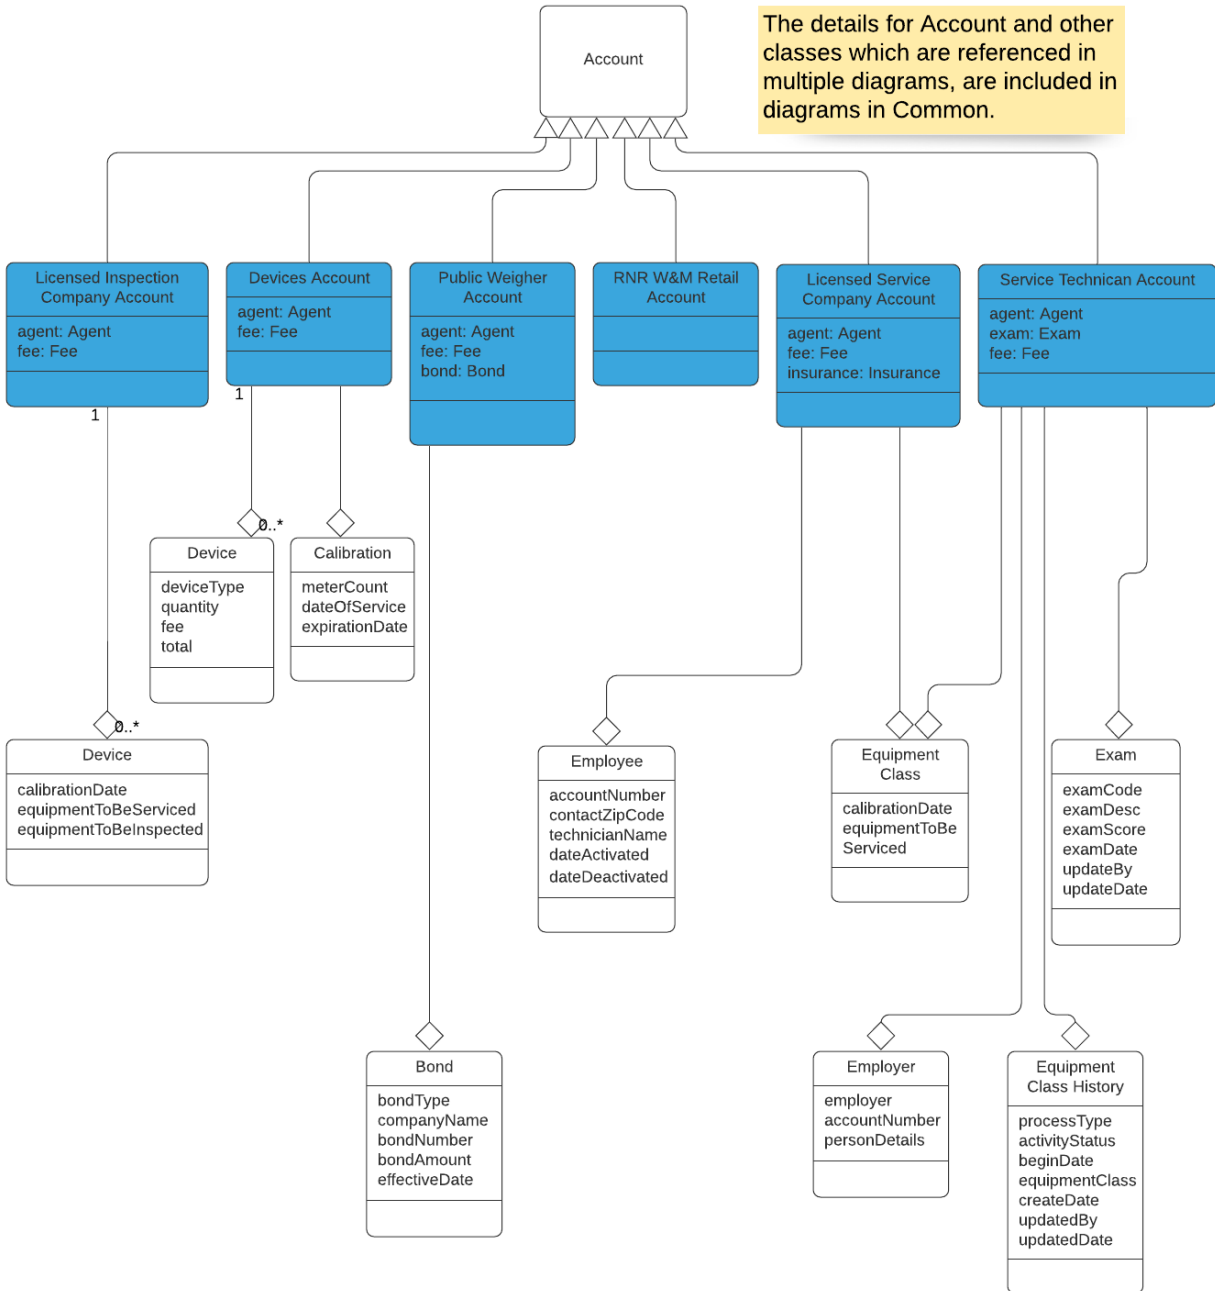 Account
The details for Account and other
classes which are referenced in
multiple diagrams, are included in
diagrams in Common.
Licensed Inspection
Company Account
agent: Agent
fee: Fee
1
Devices Account
agent: Agent
fee: Fee
1
Public Weigher
Account
agent: Agent
fee: Fee
bond: Bond
RNR W&M Retail
Account
Licensed Service
Company Account
agent: Agent
fee: Fee
insurance: Insurance
Service Technican Account
agent: Agent
exam: Exam
fee: Fee
0..*
Device
deviceType
quantity
fee
total
Calibration
meterCount
dateOfService
expirationDate
0..*
Device
calibrationDate
equipmentToBeServiced
equipmentToBeInspected
Employee
accountNumber
contactZipCode
technicianName
dateActivated
dateDeactivated
Equipment
Class
calibrationDate
equipmentToBe
Serviced
Exam
examCode
examDesc
examScore
examDate
updateBy
updateDate
Bond
bondType
companyName
bondNumber
bondAmount
effectiveDate
Employer
employer
accountNumber
personDetails
Equipment
Class History
processType
activityStatus
beginDate
equipmentClass
createDate
updatedBy
updatedDate